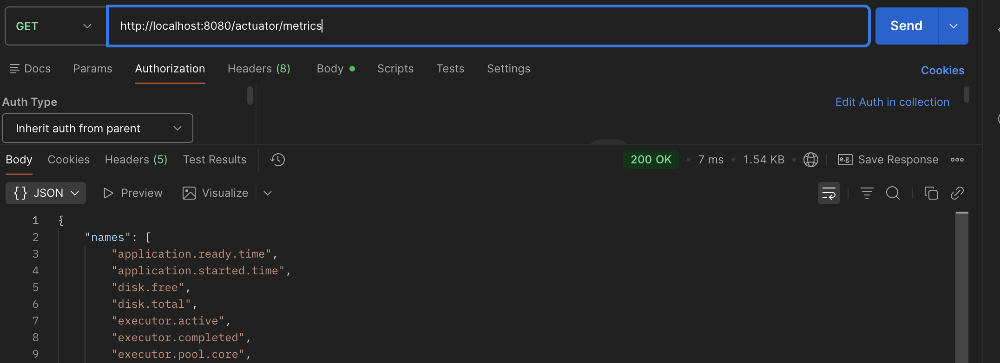 GET
http://localhost:8080/actuator/metrics
Send
Docs Params Authorization Headers (8) Body Scripts Tests Settings Cookies
Auth Type
Edit Auth in collection
Inherit auth from parent
Body Cookies Headers (5) Test Results 200 OK • 7 ms • 1.54 KB • e.g. Save Response
{} JSON Preview Visualize
1 {
2 "names": [
3 "application.ready.time",
4 "application.started.time",
5 "disk.free",
6 "disk.total",
7 "executor.active",
8 "executor.completed",
9 "executor.pool.core",